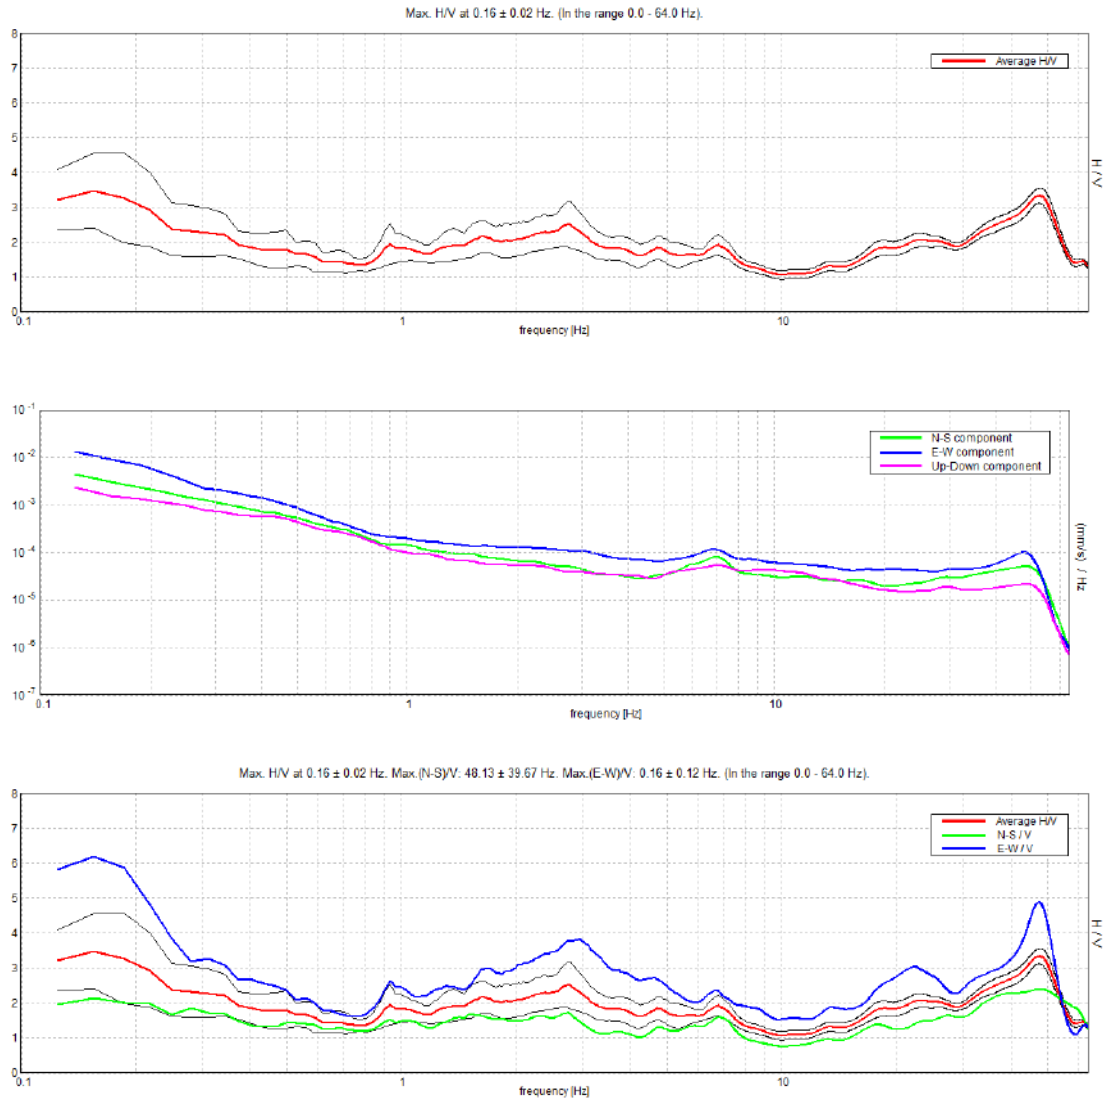 Max. H/V at 0.16 ± 0.02 Hz. (In the range 0.0 - 64.0 Hz).
8
7
6
5
4
3
2
1
0
Average H/V
H / V
0.1
1
10
frequency [Hz]
10 -1
10 -2
10 -3
10 -4
10 -5
10 -6
10 -7
N-S component
E-W component
Up-Down component
(mm/s) / Hz
0.1
1
10
frequency [Hz]
Max. H/V at 0.16 ± 0.02 Hz. Max.(N-S)/V: 48.13 ± 39.67 Hz. Max.(E-W)/V: 0.16 ± 0.12 Hz. (In the range 0.0 - 64.0 Hz).
8
7
6
5
4
3
2
1
0
Average H/V
N-S / V
E-W / V
H / V
0.1
1
10
frequency [Hz]